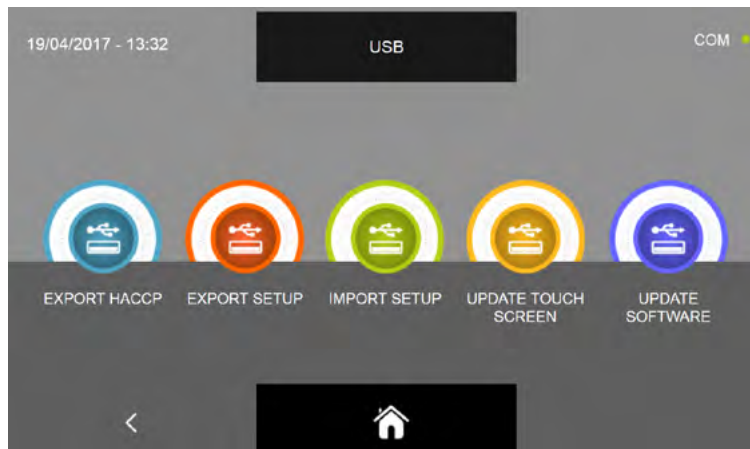 19/04/2017 - 13:32
USB
COM
EXPORT HACCP
EXPORT SETUP
IMPORT SETUP
UPDATE TOUCH
SCREEN
UPDATE
SOFTWARE